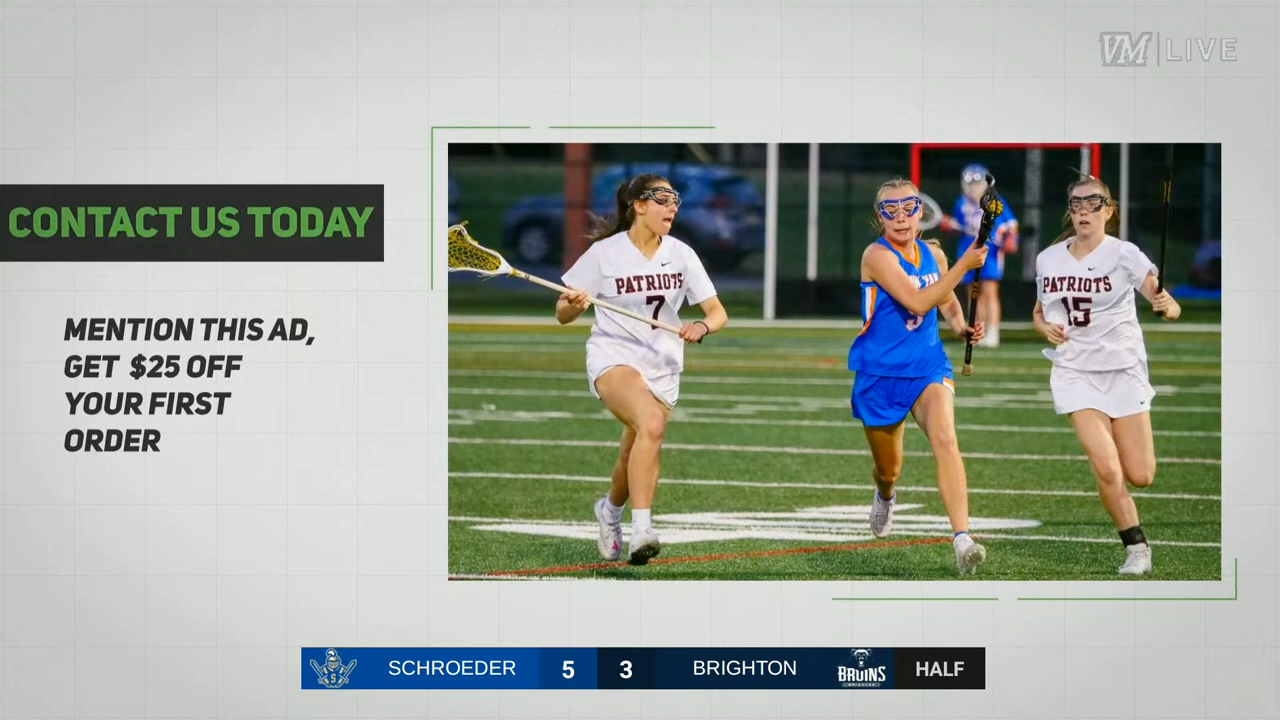 VM LIVE
CONTACT US TODAY
MENTION THIS AD,
GET $25 OFF
YOUR FIRST
ORDER
PATRIOTS
7
PATRIOTS
15
S SCHROEDER 5 3 BRIGHTON BRUINS BRIGHTON HALF